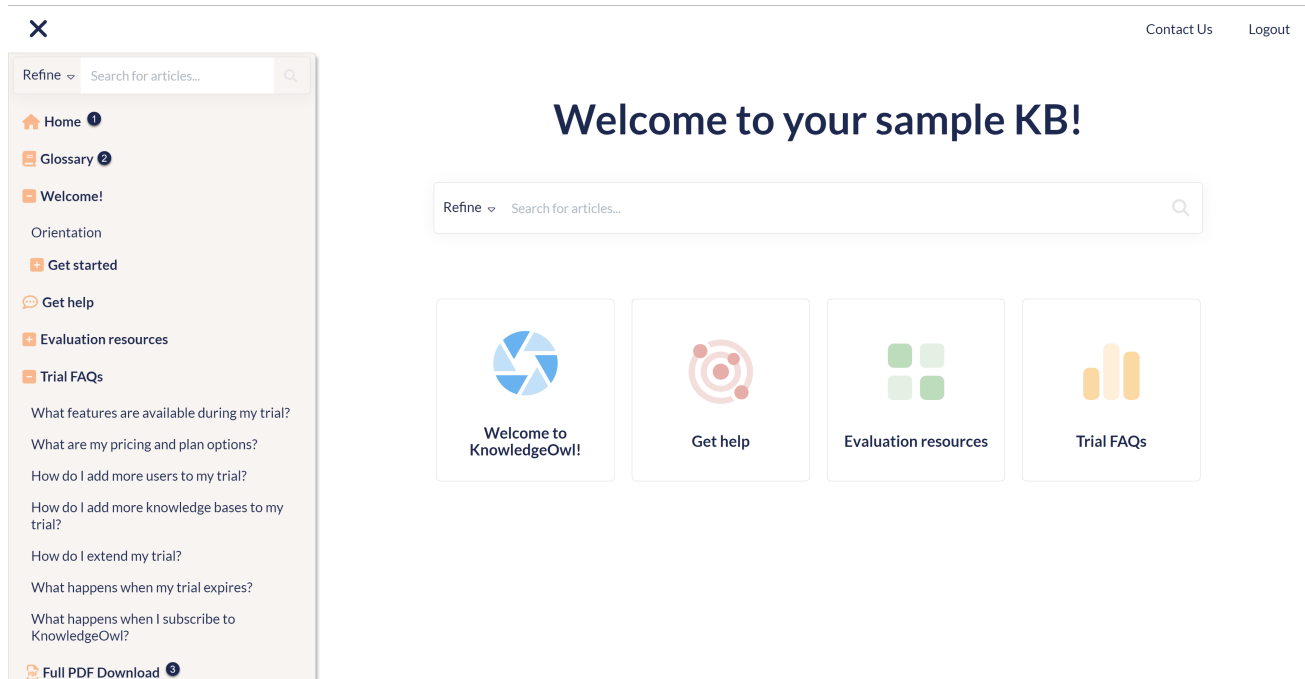 Contact Us
Logout
Refine
Search for articles...
Home 1
Glossary 2
Welcome!
Orientation
Get started
Get help
Evaluation resources
Trial FAQs
What features are available during my trial?
What are my pricing and plan options?
How do I add more users to my trial?
How do I add more knowledge bases to my
trial?
How do I extend my trial?
What happens when my trial expires?
What happens when I subscribe to
KnowledgeOwl?
PDF Full PDF Download 3
Welcome to your sample KB!
Refine
Search for articles...
Welcome to
KnowledgeOwl!
Get help
Evaluation resources
Trial FAQs